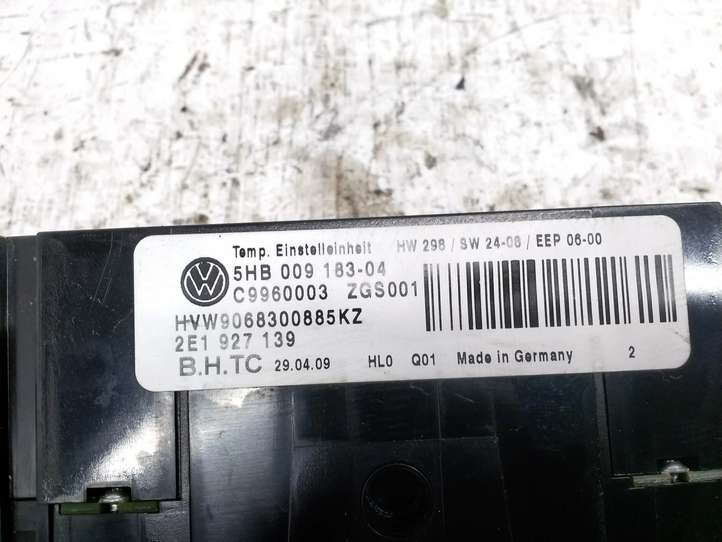 Temp. Einstelleinheit HW 298 / SW 24-08 / EEP 06-00
5HB 009 183-04
C9960003 ZGS001
HVW9068300885KZ
2E1 927 139
B.H.TC 29.04.09 HL0 Q01 Made in Germany 2